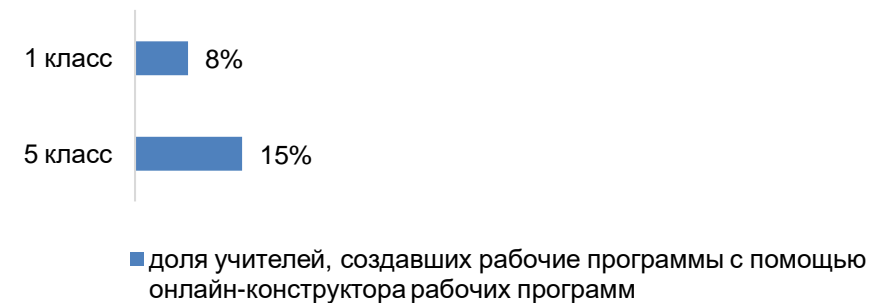 1 класс 8%
5 класс 15%
доля учителей, создавших рабочие программы с помощью
онлайн-конструктора рабочих программ